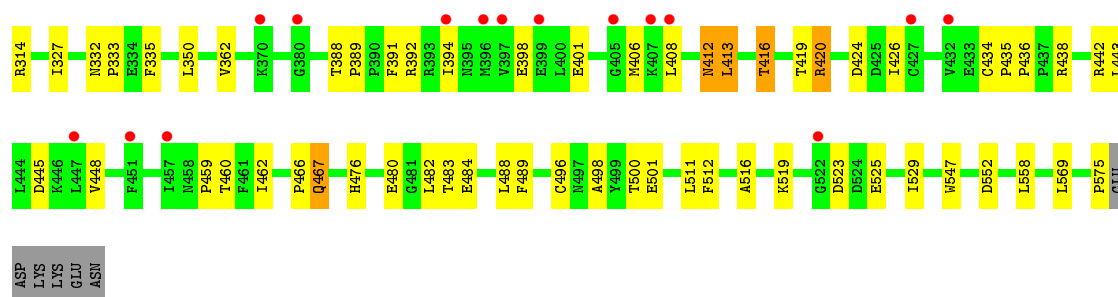 R314 I327 N332 P333 E334 F335 L350 V362 K370 G380 T388 P389 P390 F391 R392 R393 I394 N395 M396 V397 E398 E399 L400 E401 G405 M406 K407 L408 N412 L413 T416 T419 R420 D424 D425 I426 C427 V432 E433 C434 P435 P436 P437 R438 R442 L443
L444 D445 K446 L447 V448 F451 I457 N458 P459 T460 F461 I462 P466 Q467 H476 E480 G481 L482 T483 E484 L488 F489 C496 N497 A498 Y499 T500 E501 L511 F512 A516 K519 G522 D523 D524 E525 I529 W547 D552 L558 L569 P575 GLU
ASP LYS LYS GLU ASN